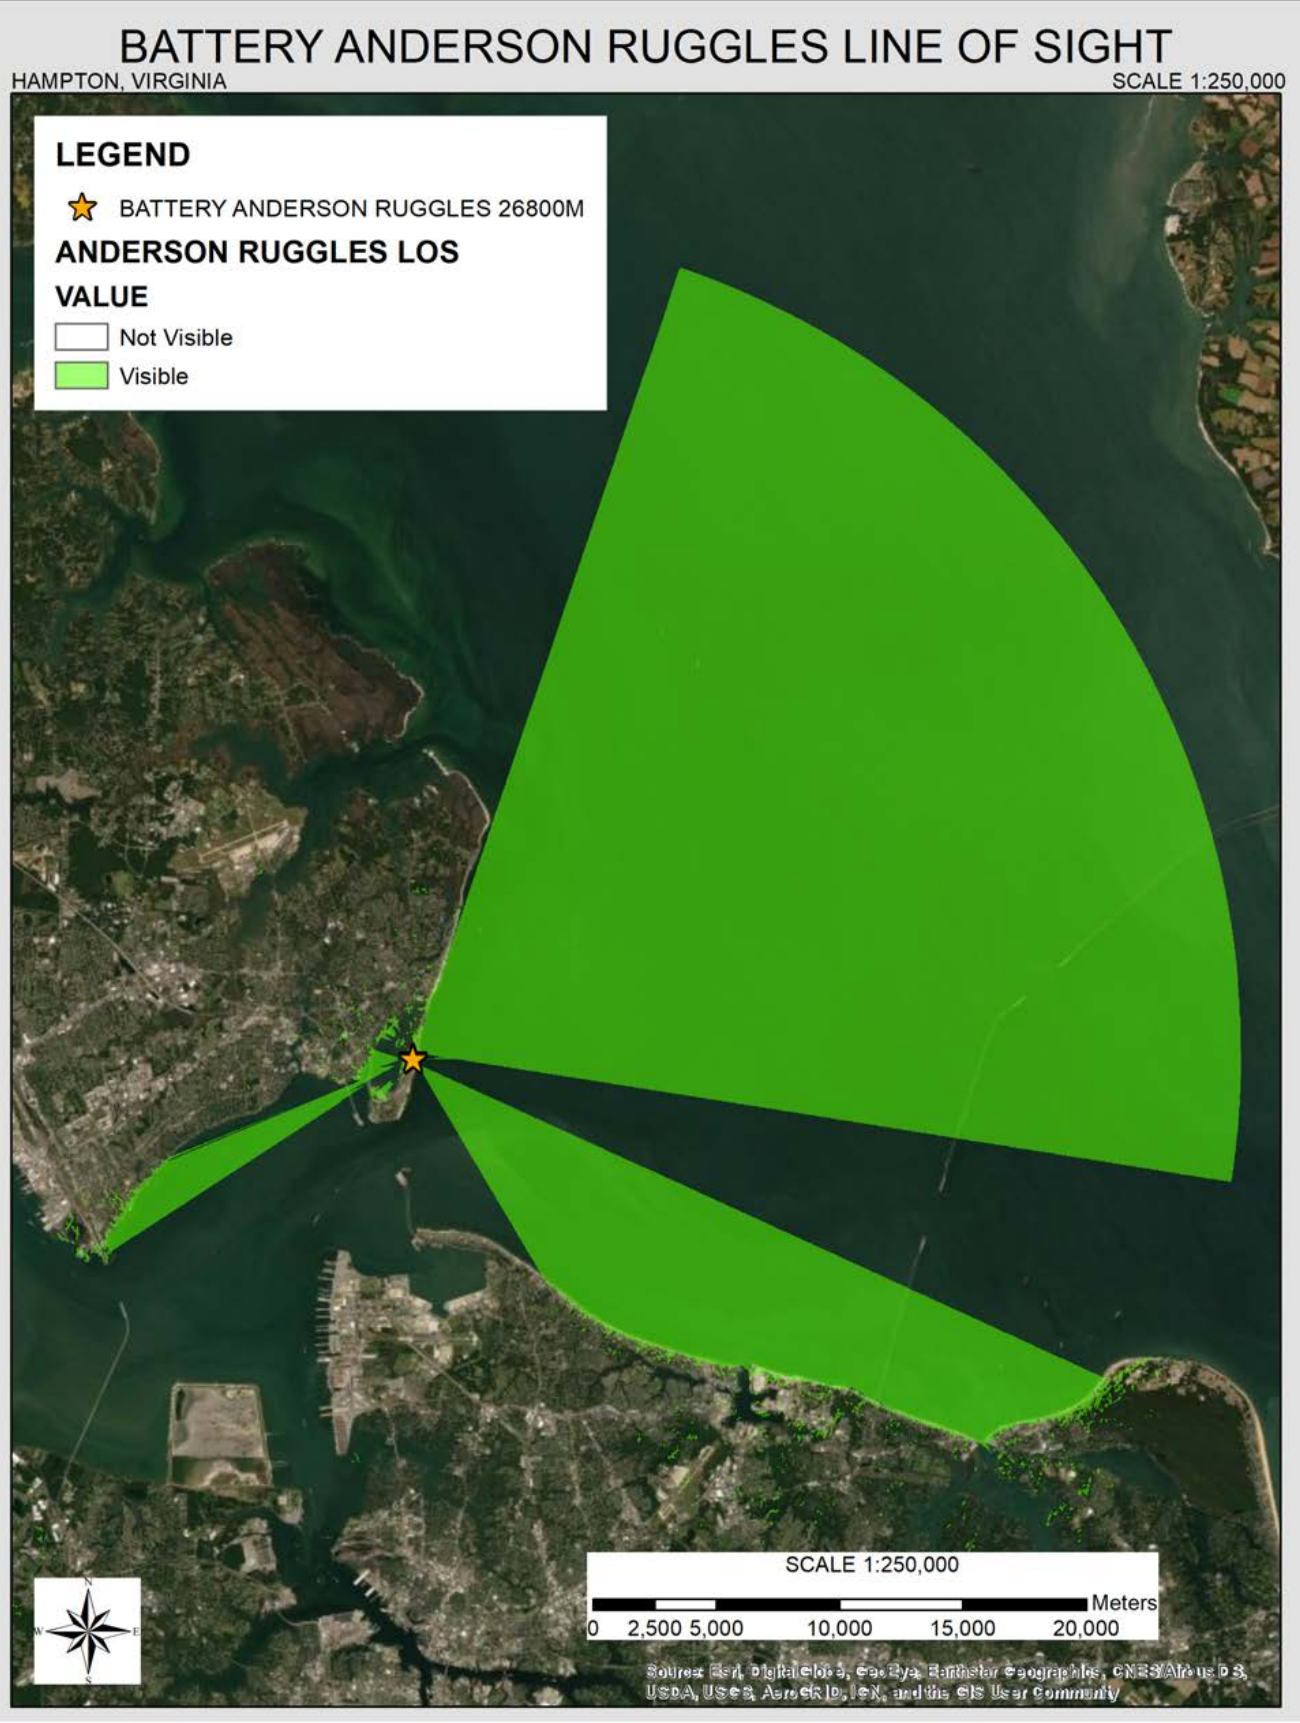 BATTERY ANDERSON RUGGLES LINE OF SIGHT
HAMPTON, VIRGINIA
SCALE 1:250,000
LEGEND
BATTERY ANDERSON RUGGLES 26800M
ANDERSON RUGGLES LOS
VALUE
Not Visible
Visible
N
W E
S
SCALE 1:250,000
Meters
0 2,500 5,000 10,000 15,000 20,000
Source: Esri, DigitalGlobe, GeoEye, Earthstar Geographics, CNES/Airbus DS,
USDA, USGS, AeroGRID, IGN, and the GIS User Community